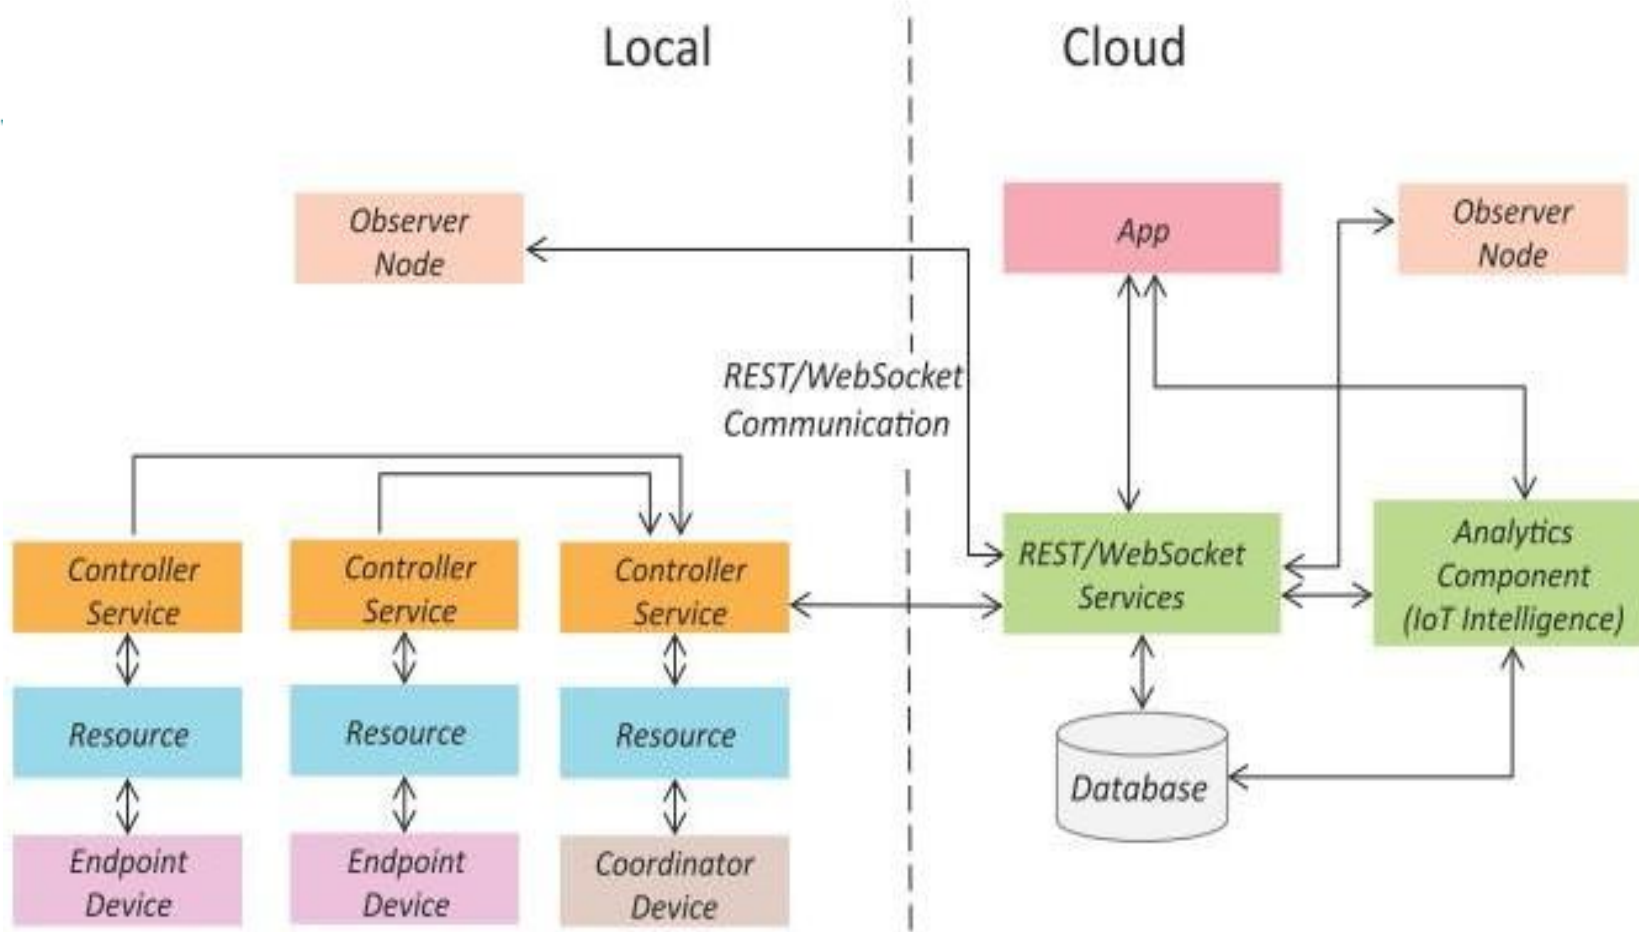 Local
Cloud
Observer
Node
App
Observer
Node
REST/WebSocket
Communication
Controller
Service
Controller
Service
Controller
Service
REST/WebSocket
Services
Analytics
Component
(IoT Intelligence)
Resource
Resource
Resource
Database
Endpoint
Device
Endpoint
Device
Coordinator
Device